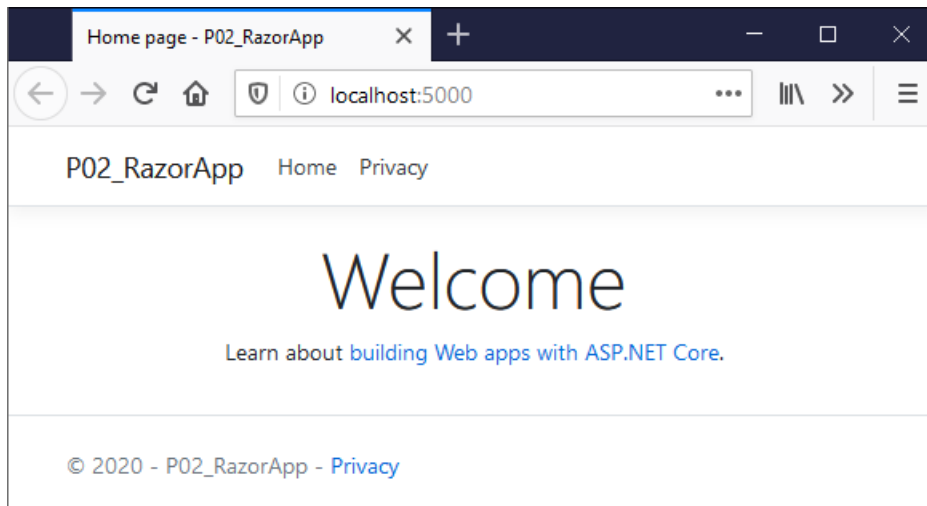 Home page - P02_RazorApp
localhost:5000
P02_RazorApp Home Privacy
Welcome
Learn about building Web apps with ASP.NET Core.
© 2020 - P02_RazorApp - Privacy